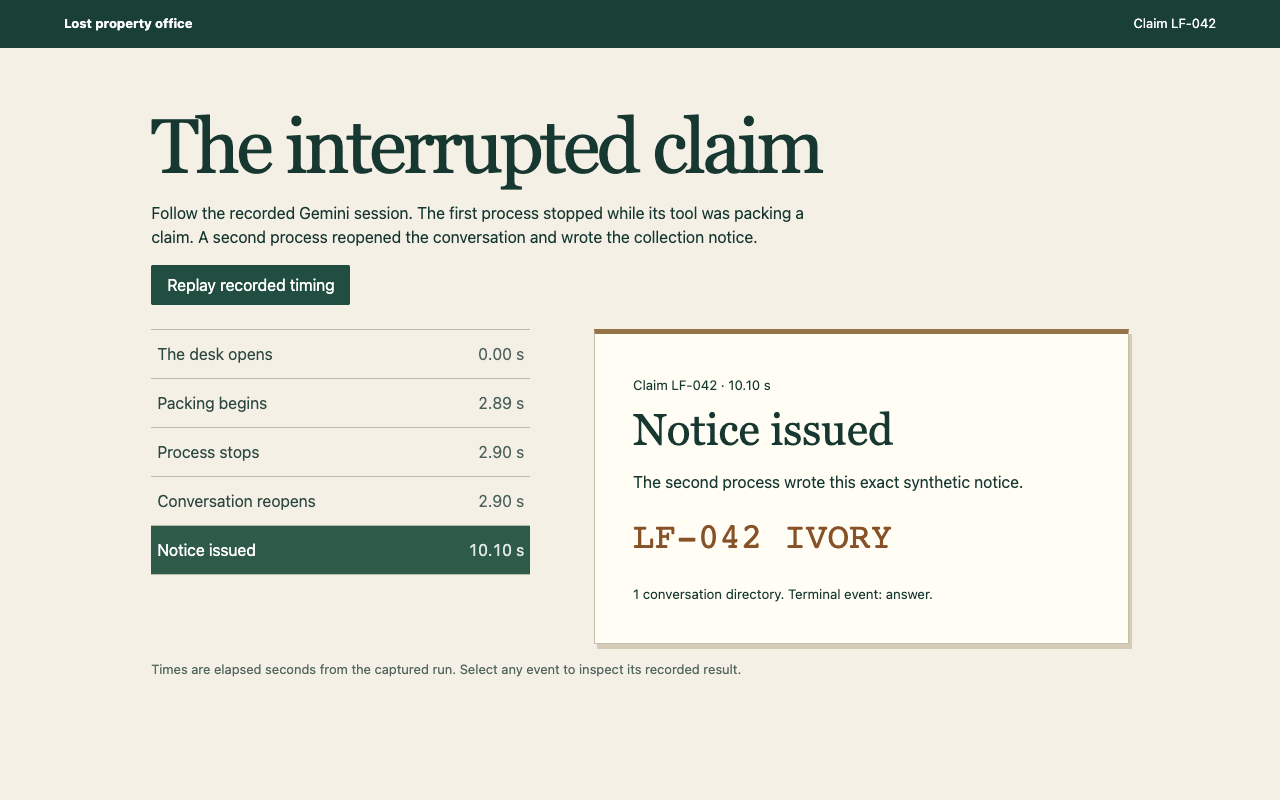 Lost property office
Claim LF-042
The interrupted claim
Follow the recorded Gemini session. The first process stopped while its tool was packing a
claim. A second process reopened the conversation and wrote the collection notice.
Replay recorded timing
The desk opens 0.00 s
Packing begins 2.89 s
Process stops 2.90 s
Conversation reopens 2.90 s
Notice issued 10.10 s
Claim LF-042 · 10.10 s
Notice issued
The second process wrote this exact synthetic notice.
LF-042 IVORY
1 conversation directory. Terminal event: answer.
Times are elapsed seconds from the captured run. Select any event to inspect its recorded result.